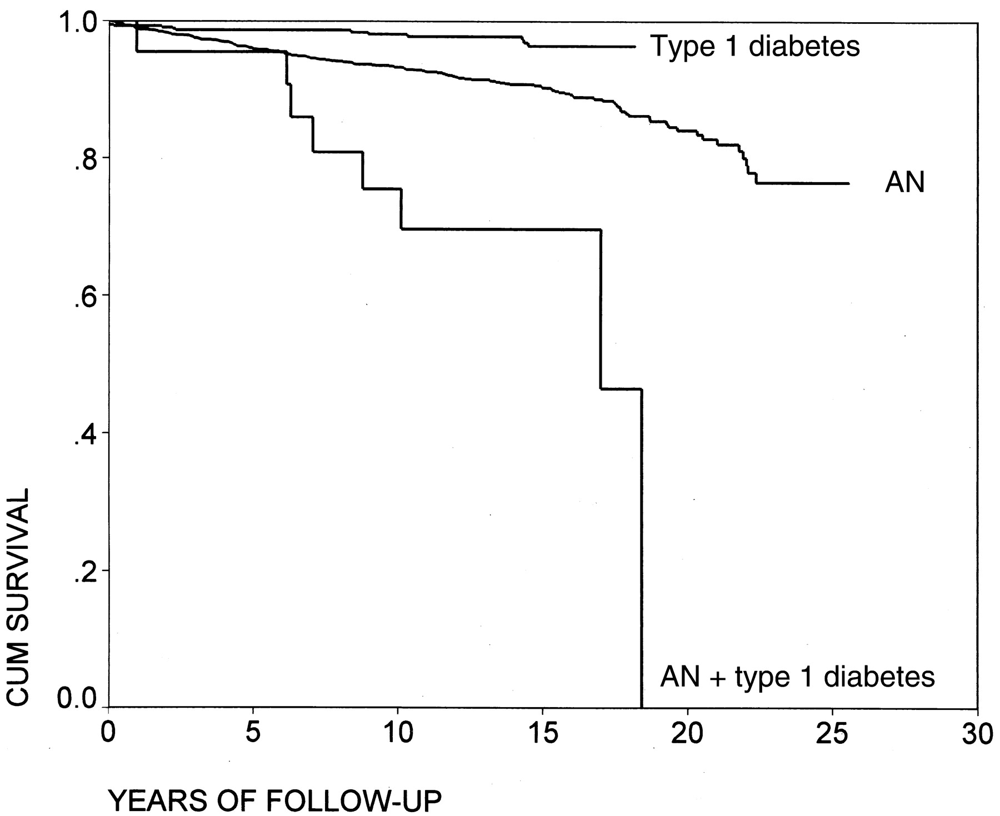 1.0
Type 1 diabetes
.8
AN
.6
.4
.2
CUM SURVIVAL
AN + type 1 diabetes
0.0
0 5 10 15 20 25 30
YEARS OF FOLLOW-UP